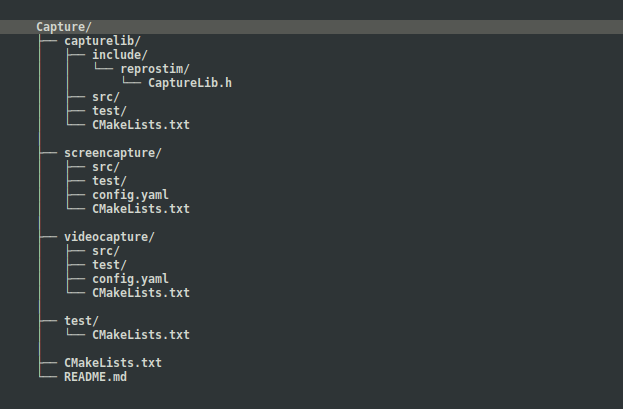 Capture/
├── capturelib/
│   ├── include/
│   │   └── reprostim/
│   │       └── CaptureLib.h
│   ├── src/
│   ├── test/
│   └── CMakeLists.txt
│
├── screencapture/
│   ├── src/
│   ├── test/
│   ├── config.yaml
│   └── CMakeLists.txt
│
├── videocapture/
│   ├── src/
│   ├── test/
│   ├── config.yaml
│   └── CMakeLists.txt
│
├── test/
│   └── CMakeLists.txt
│
├── CMakeLists.txt
└── README.md